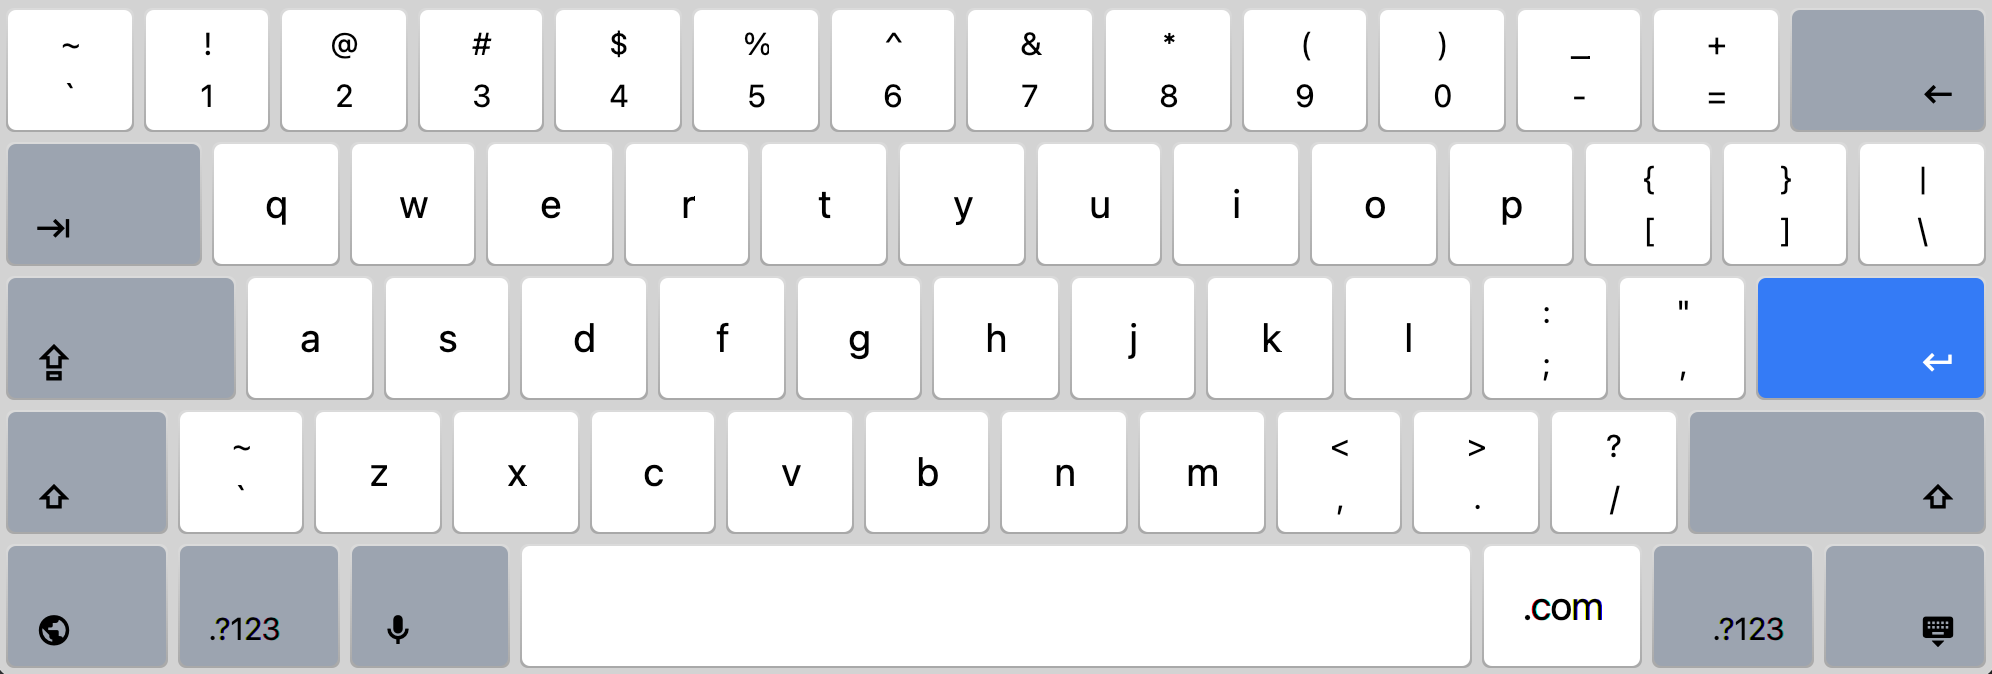 ~ ! @ # $ % ^ & * ( ) _ +
` 1 2 3 4 5 6 7 8 9 0 - =
q w e r t y u i o p { } |
[ ] \
a s d f g h j k l : "
; ,
~ z x c v b n m < > ?
` , . /
.?123 .com .?123